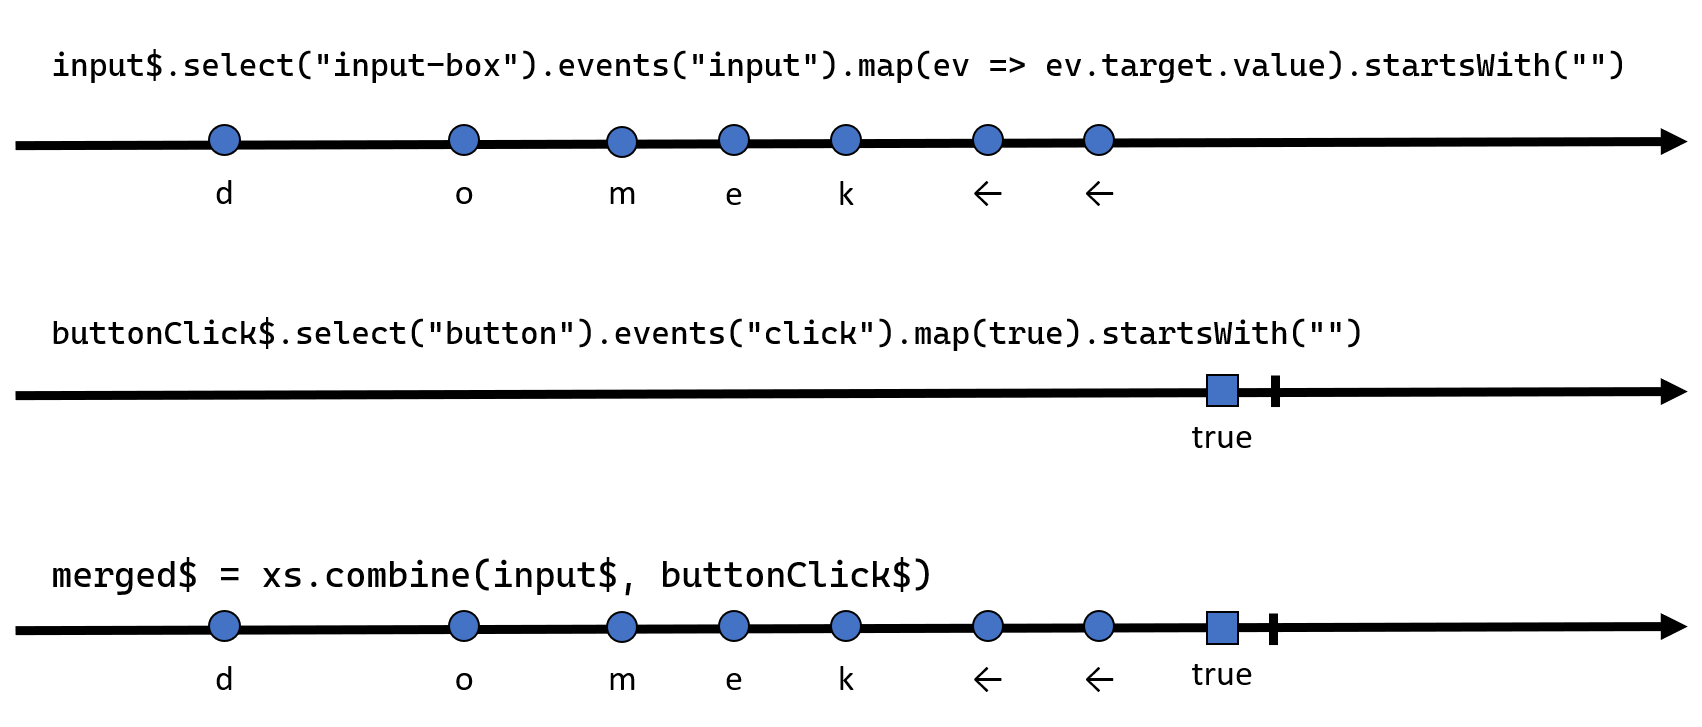 input$.select("input-box").events("input").map(ev => ev.target.value).startsWith("")
d o m e k ← ←
buttonClick$.select("button").events("click").map(true).startsWith("")
true
merged$ = xs.combine(input$, buttonClick$)
d o m e k ← ← true